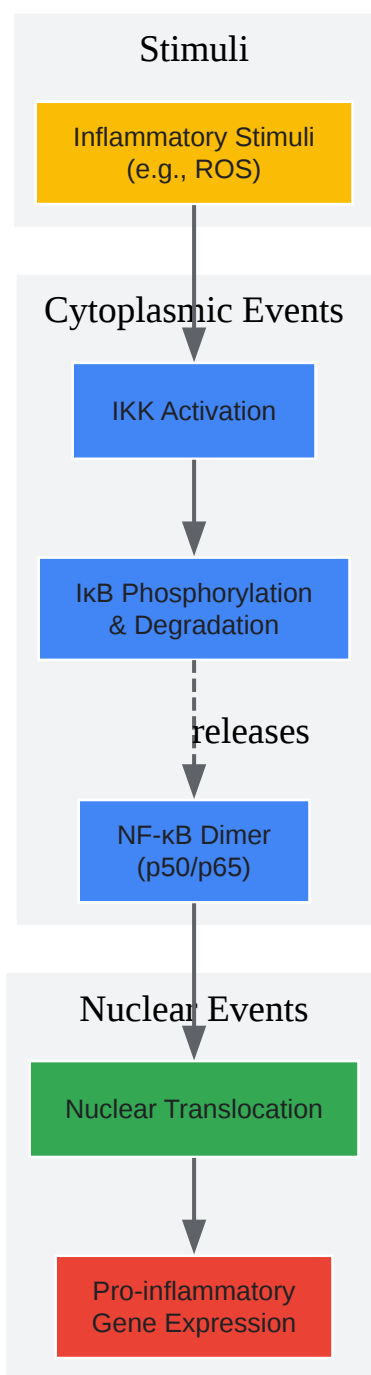 Stimuli
Inflammatory Stimuli
(e.g., ROS)
Cytoplasmic Events
IKK Activation
IκB Phosphorylation
& Degradation
releases
NF-κB Dimer
(p50/p65)
Nuclear Events
Nuclear Translocation
Pro-inflammatory
Gene Expression